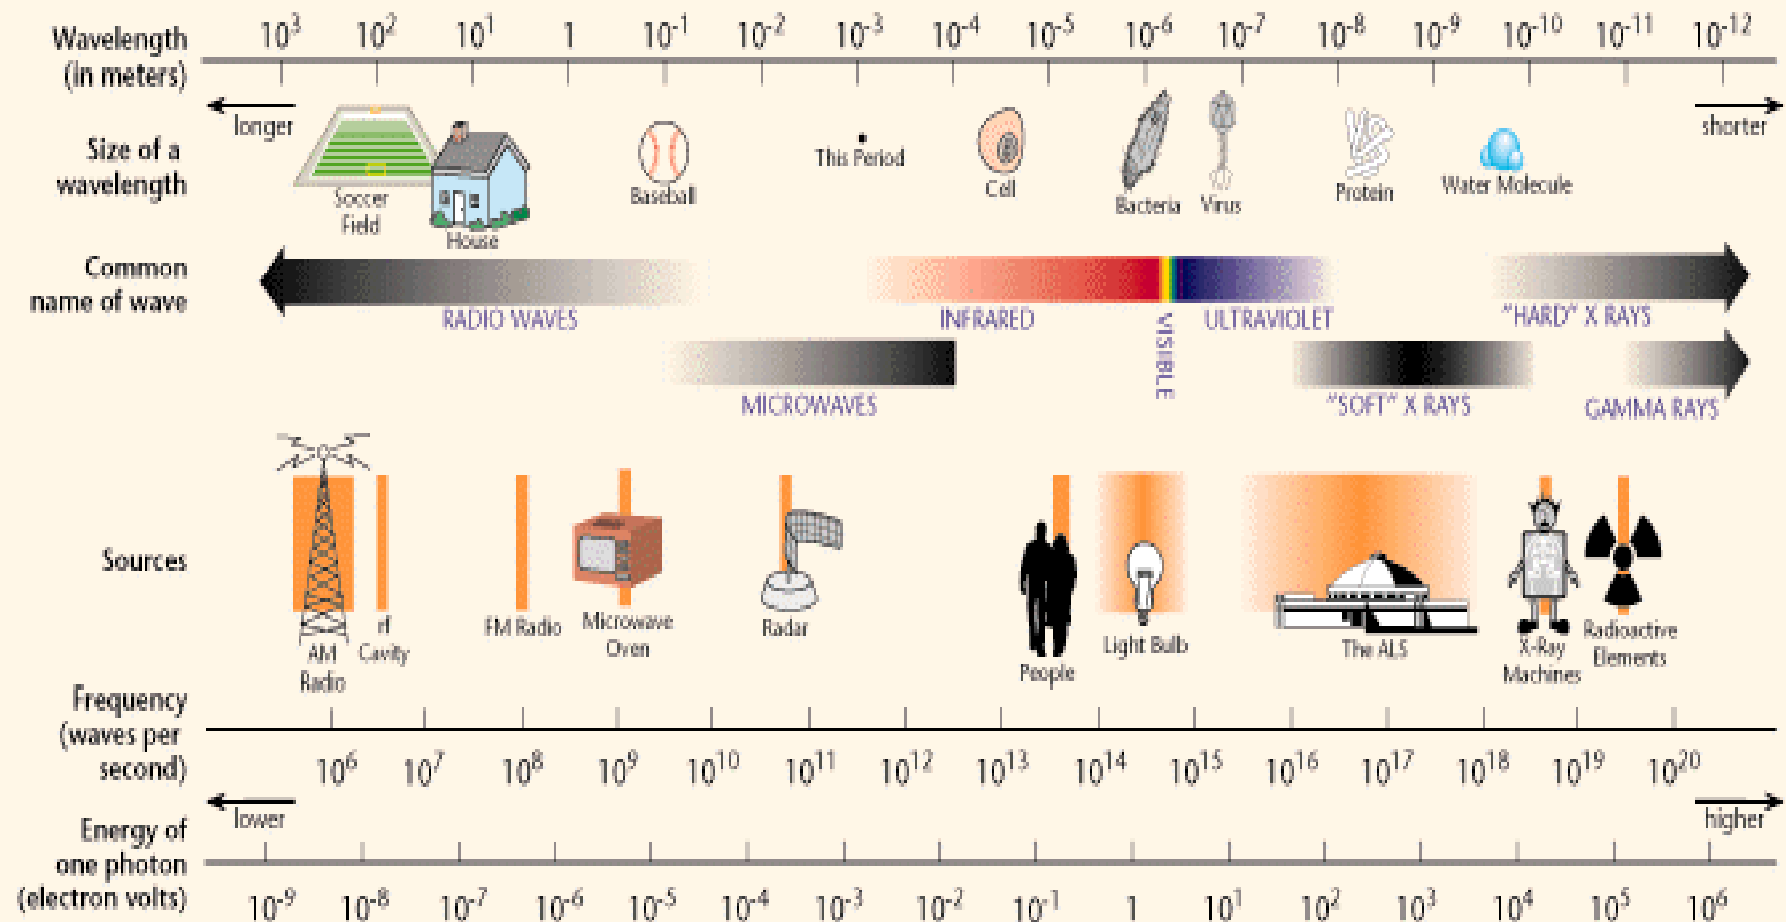 Wavelength
(in meters)
10³ 10² 10¹ 1 10⁻¹ 10⁻² 10⁻³ 10⁻⁴ 10⁻⁵ 10⁻⁶ 10⁻⁷ 10⁻⁸ 10⁻⁹ 10⁻¹⁰ 10⁻¹¹ 10⁻¹²
longer
shorter
Size of a
wavelength
Soccer
Field
House
Baseball
This Period
Cell
Bacteria
Virus
Protein
Water Molecule
Common
name of wave
RADIO WAVES
INFRARED
VISIBLE
ULTRAVIOLET
"HARD" X RAYS
MICROWAVES
"SOFT" X RAYS
GAMMA RAYS
Sources
AM
Radio
rf
Cavity
FM Radio
Microwave
Oven
Radar
People
Light Bulb
The ALS
X-Ray
Machines
Radioactive
Elements
Frequency
(waves per
second)
10⁶ 10⁷ 10⁸ 10⁹ 10¹⁰ 10¹¹ 10¹² 10¹³ 10¹⁴ 10¹⁵ 10¹⁶ 10¹⁷ 10¹⁸ 10¹⁹ 10²⁰
lower
higher
Energy of
one photon
(electron volts)
10⁻⁹ 10⁻⁸ 10⁻⁷ 10⁻⁶ 10⁻⁵ 10⁻⁴ 10⁻³ 10⁻² 10⁻¹ 1 10¹ 10² 10³ 10⁴ 10⁵ 10⁶